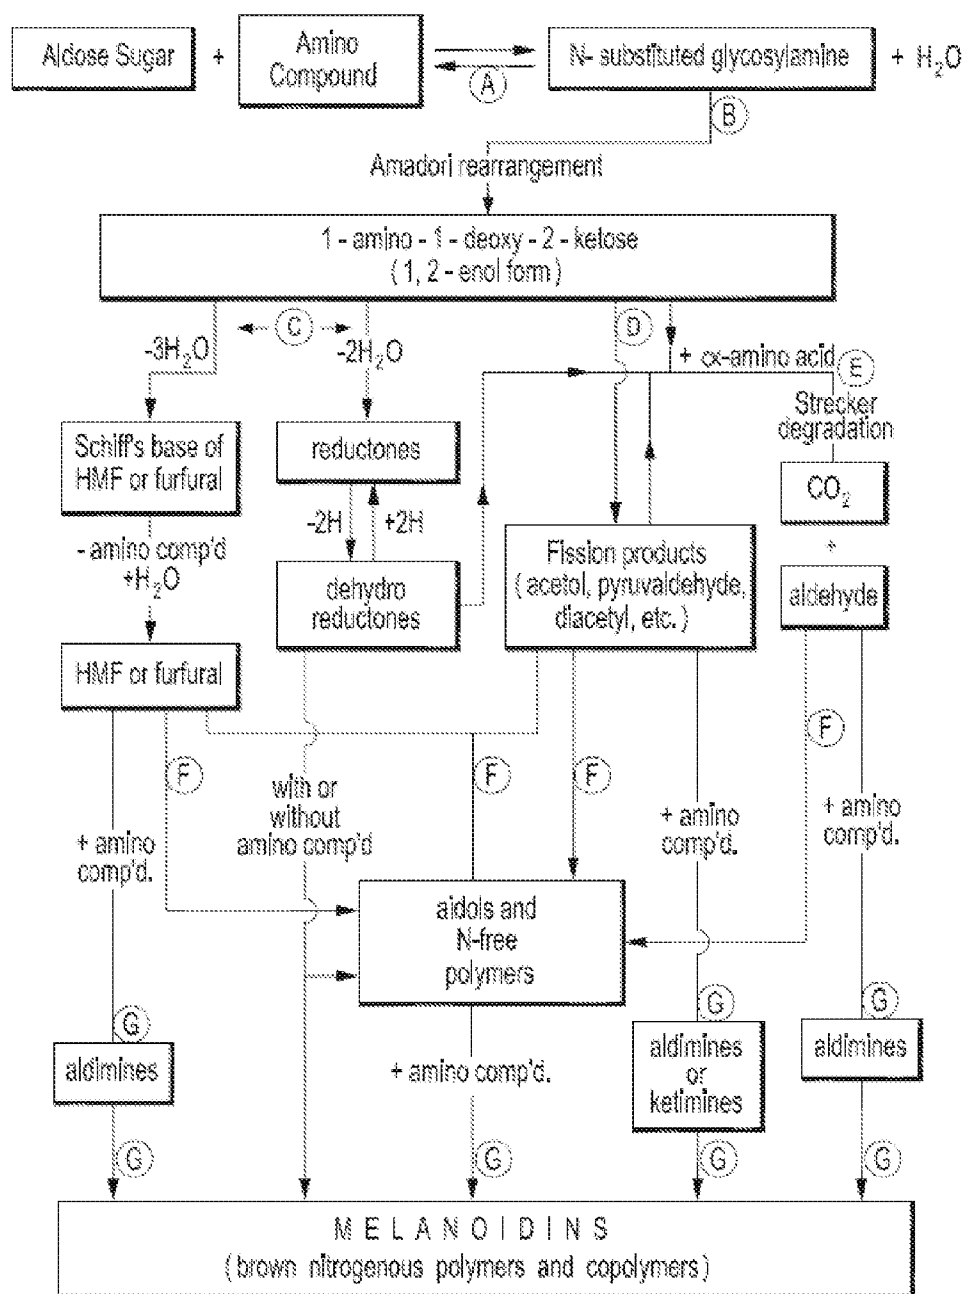 Aldose Sugar + Amino Compound A N- substituted glycosylamine + H₂O
B
Amadori rearrangement
1 - amino - 1 - deoxy - 2 - ketose
( 1, 2 - enol form )
C
D
-3H₂O
-2H₂O
+ α-amino acid E
Strecker
degradation
Schiff's base of
HMF or furfural
reductones
CO₂
-2H +2H
- amino comp'd
+H₂O
Fission products
( acetol, pyruvaldehyde,
diacetyl, etc. )
+
dehydro
reductones
aldehyde
HMF or furfural
F
F
F
F
with or
without
amino comp'd
+ amino
comp'd.
+ amino
comp'd.
+ amino
comp'd.
aidols and
N-free
polymers
G
G
G
aldimines
+ amino comp'd.
aldimines
or
ketimines
aldimines
G
G
G
G
MELANOIDINS
( brown nitrogenous polymers and copolymers )